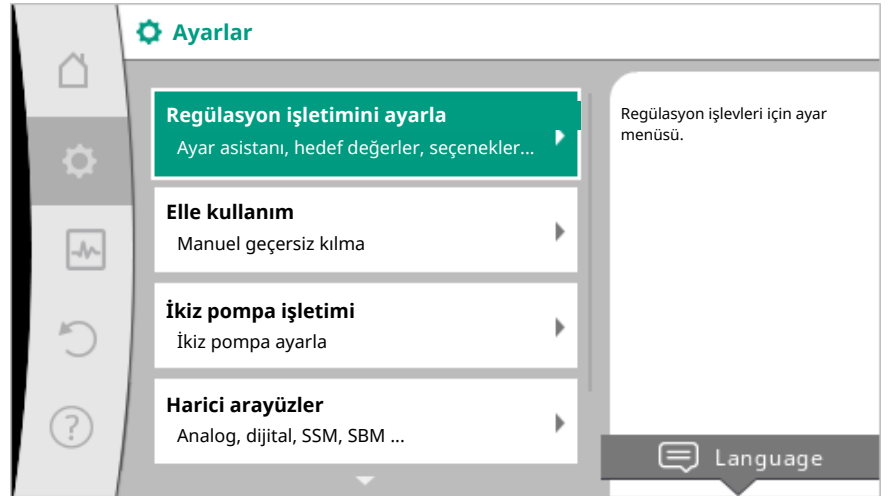 Ayarlar
Regülasyon işletimini ayarla
Ayar asistanı, hedef değerler, seçenekler...
Elle kullanım
Manuel geçersiz kılma
İkiz pompa işletimi
İkiz pompa ayarla
Harici arayüzler
Analog, dijital, SSM, SBM ...
Regülasyon işlevleri için ayar
menüsü.
Language